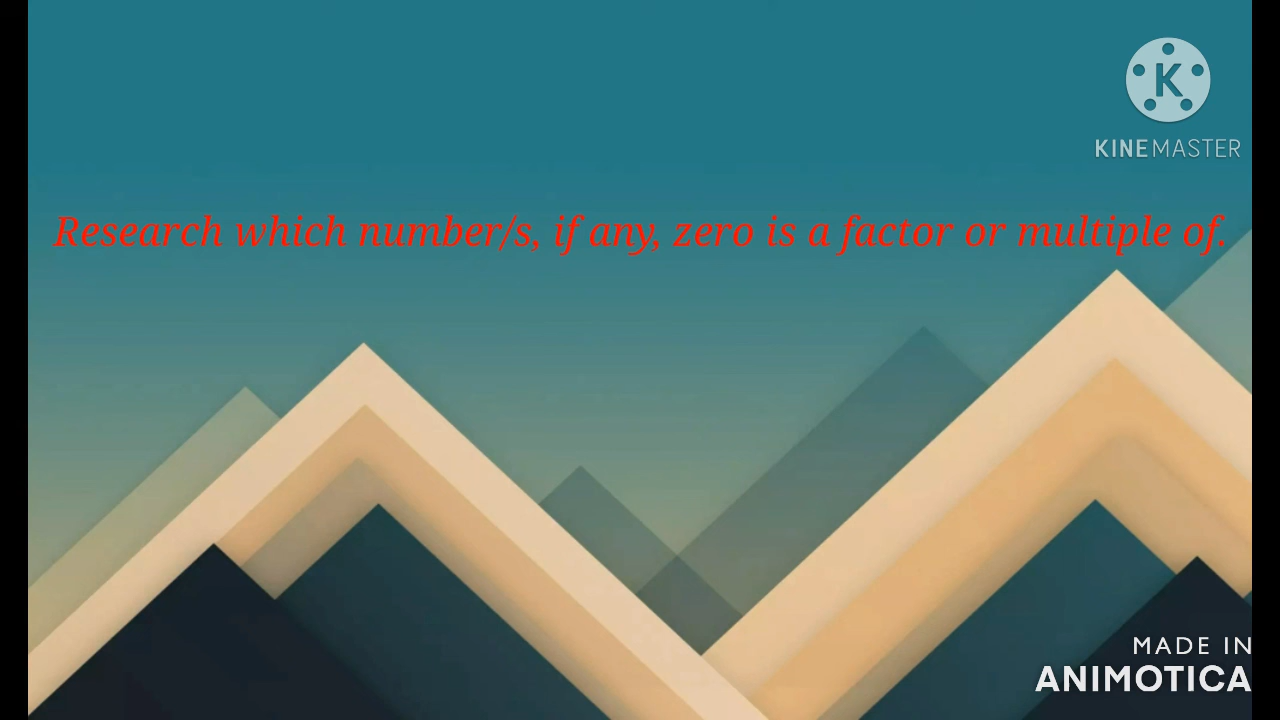 K
KINEMASTER
Research which number/s, if any, zero is a factor or multiple of.
MADE IN
ANIMOTICA